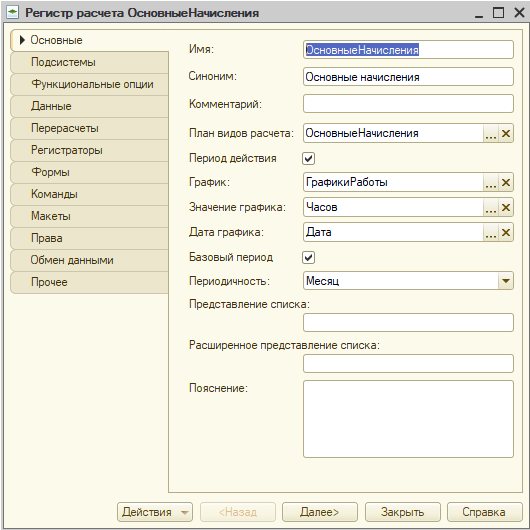 Регистр расчета ОсновныеНачисления
Основные
Подсистемы
Функциональные опции
Данные
Перерасчеты
Регистраторы
Формы
Команды
Макеты
Права
Обмен данными
Прочее
Имя: ОсновныеНачисления
Синоним: Основные начисления
Комментарий:
План видов расчета: ОсновныеНачисления ...
Период действия
График: ГрафикиРаботы ...
Значение графика: Часов ...
Дата графика: Дата ...
Базовый период
Периодичность: Месяц
Представление списка:
Расширенное представление списка:
Пояснение:
Действия <Назад Далее> Закрыть Справка